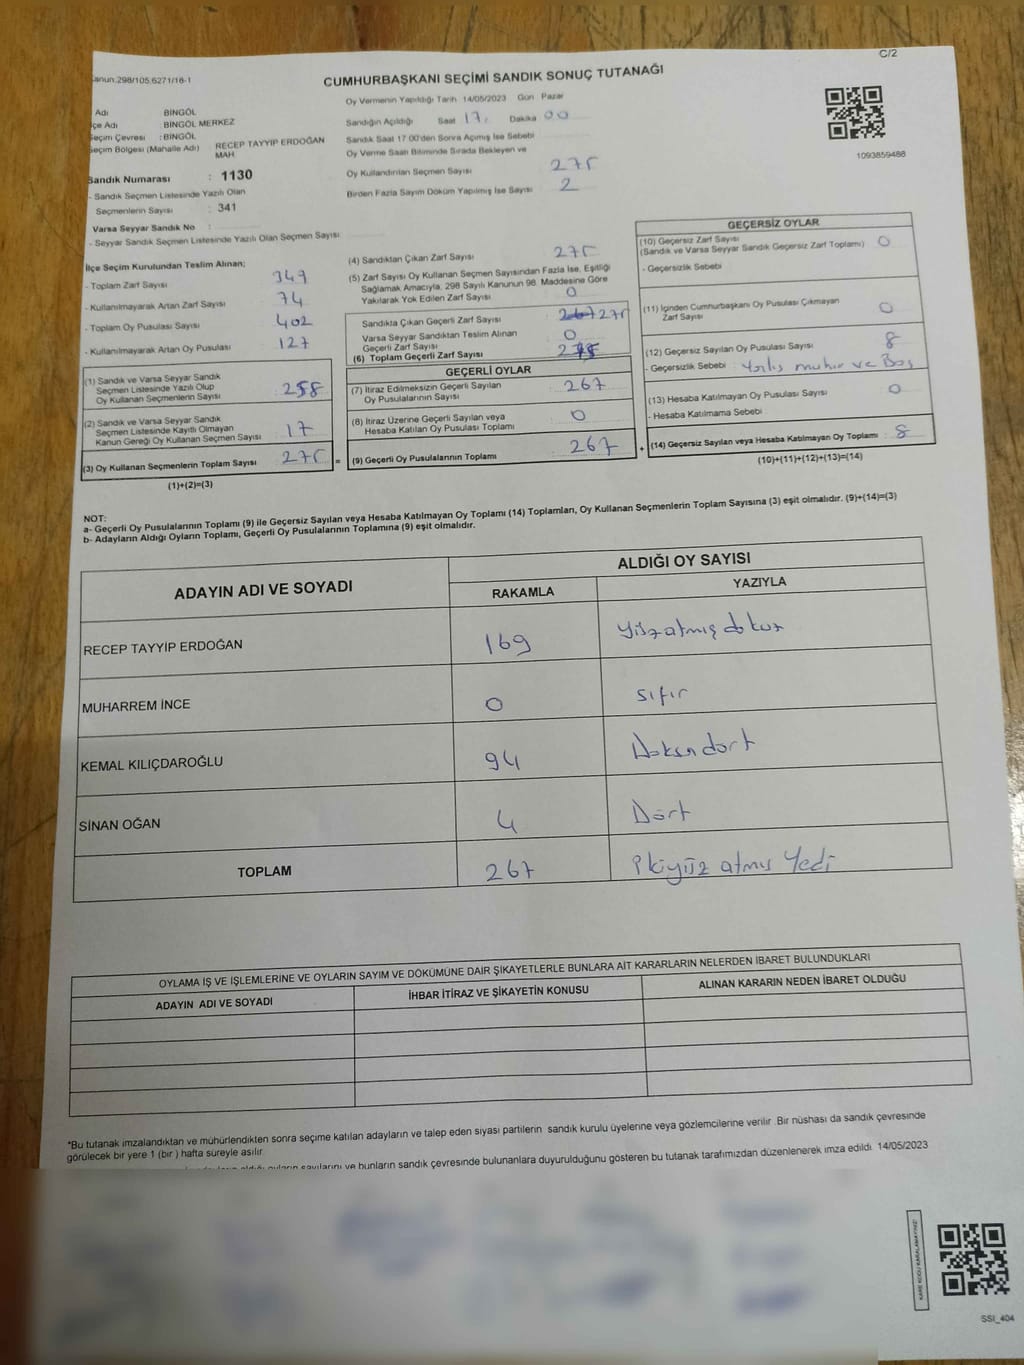 C/2
Kanun:298/105.6271/16-1
CUMHURBAŞKANI SEÇİMİ SANDIK SONUÇ TUTANAĞI
Adı BİNGÖL
İlçe Adı BİNGÖL MERKEZ
Seçim Çevresi : BİNGÖL
Seçim Bölgesi (Mahalle Adı) : RECEP TAYYIP ERDOĞAN
MAH
Sandık Numarası : 1130
- Sandık Seçmen Listesinde Yazılı Olan
Seçmenlerin Sayısı : 341
Varsa Seyyar Sandık No :
- Seyyar Sandık Seçmen Listesinde Yazılı Olan Seçmen Sayısı
Oy Vermenin Yapıldığı Tarih 14/05/2023 Gün Pazar
Sandığın Açıldığı Saat 17: Dakika 00
Sandık Saat 17:00'den Sonra Açımış İse Sebebi
Oy Verme Saati Bitiminde Sırada Bekleyen ve
Oy Kullandırılan Seçmen Sayısı 275
Birden Fazla Sayım Döküm Yapılmış İse Sayısı 2
1093859488
İlçe Seçim Kurulundan Teslim Alınan;
- Toplam Zarf Sayısı 349
- Kullanılmayarak Artan Zarf Sayısı 74
- Toplam Oy Pusulası Sayısı 402
- Kullanılmayarak Artan Oy Pusulası 127
(1) Sandık ve Varsa Seyyar Sandık
Seçmen Listesinde Yazılı Olup
Oy Kullanan Seçmenlerin Sayısı 258
(2) Sandık ve Varsa Seyyar Sandık
Seçmen Listesinde Kayıtlı Olmayan
Kanun Gereği Oy Kullanan Seçmen Sayısı 17
(3) Oy Kullanan Seçmenlerin Toplam Sayısı 275
(1)+(2)=(3)
=
(4) Sandıktan Çıkan Zarf Sayısı 275
(5) Zarf Sayısı Oy Kullanan Seçmen Sayısından Fazla İse, Eşitliği
Sağlamak Amacıyla, 298 Sayılı Kanunun 98. Maddesine Göre
Yakılarak Yok Edilen Zarf Sayısı 0
Sandıkta Çıkan Geçerli Zarf Sayısı 267 275
Varsa Seyyar Sandıktan Teslim Alınan
Geçerli Zarf Sayısı 0
(6) Toplam Geçerli Zarf Sayısı 275
GEÇERLİ OYLAR
(7) İtiraz Edilmeksizin Geçerli Sayılan
Oy Pusulalarının Sayısı 267
(8) İtiraz Üzerine Geçerli Sayılan veya
Hesaba Katılan Oy Pusulası Toplamı 0
(9) Geçerli Oy Pusulalarının Toplamı 267
+
GEÇERSİZ OYLAR
(10) Geçersiz Zarf Sayısı
(Sandık ve Varsa Seyyar Sandık Geçersiz Zarf Toplamı) 0
- Geçersizlik Sebebi
(11) İçinden Cumhurbaşkanı Oy Pusulası Çıkmayan
Zarf Sayısı 0
(12) Geçersiz Sayılan Oy Pusulası Sayısı 8
- Geçersizlik Sebebi : Yanlış mühür ve Boş
(13) Hesaba Katılmayan Oy Pusulası Sayısı 0
- Hesaba Katılmama Sebebi
(14) Geçersiz Sayılan veya Hesaba Katılmayan Oy Toplamı : 8
(10)+(11)+(12)+(13)=(14)
NOT:
a- Geçerli Oy Pusulalarının Toplamı (9) ile Geçersiz Sayılan veya Hesaba Katılmayan Oy Toplamı (14) Toplamları, Oy Kullanan Seçmenlerin Toplam Sayısına (3) eşit olmalıdır. (9)+(14)=(3)
b- Adayların Aldığı Oyların Toplamı, Geçerli Oy Pusulalarının Toplamına (9) eşit olmalıdır.
ADAYIN ADI VE SOYADI
ALDIĞI OY SAYISI
RAKAMLA YAZIYLA
RECEP TAYYİP ERDOĞAN 169 yüzatmış dokuz
MUHARREM İNCE 0 sıfır
KEMAL KILIÇDAROĞLU 94 Doksandört
SİNAN OĞAN 4 Dört
TOPLAM 267 İkiyüz atmış Yedi
OYLAMA İŞ VE İŞLEMLERİNE VE OYLARIN SAYIM VE DÖKÜMÜNE DAİR ŞİKAYETLERLE BUNLARA AİT KARARLARIN NELERDEN İBARET BULUNDUKLARI
ADAYIN ADI VE SOYADI İHBAR İTİRAZ VE ŞİKAYETİN KONUSU ALINAN KARARIN NEDEN İBARET OLDUĞU
*Bu tutanak imzalandıktan ve mühürlendikten sonra seçime katılan adayların ve talep eden siyasi partilerin sandık kurulu üyelerine veya gözlemcilerine verilir. Bir nüshası da sandık çevresinde
görülecek bir yere 1 (bir ) hafta süreyle asılır.
aldığı oyların sayılarını ve bunların sandık çevresinde bulunanlara duyurulduğunu gösteren bu tutanak tarafımızdan düzenlenerek imza edildi. 14/05/2023
KARE KODU KARALAMAYINIZ!
SSI_404